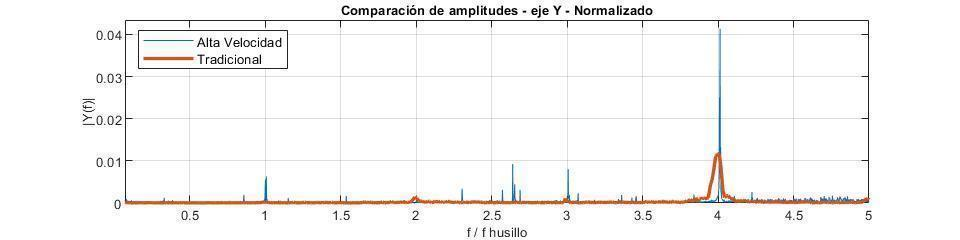 Comparación de amplitudes - eje Y - Normalizado
Alta Velocidad
Tradicional
|Y(f)|
0.04
0.03
0.02
0.01
0
0.5 1 1.5 2 2.5 3 3.5 4 4.5 5
f / f husillo